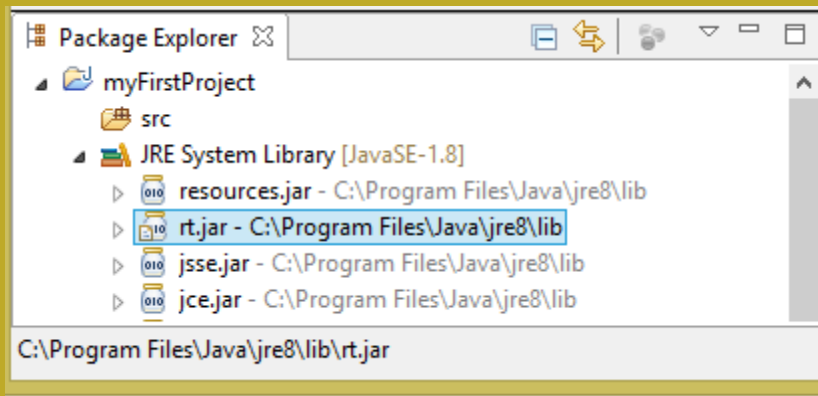 Package Explorer
myFirstProject
src
JRE System Library [JavaSE-1.8]
resources.jar - C:\Program Files\Java\jre8\lib
rt.jar - C:\Program Files\Java\jre8\lib
jsse.jar - C:\Program Files\Java\jre8\lib
jce.jar - C:\Program Files\Java\jre8\lib
C:\Program Files\Java\jre8\lib\rt.jar